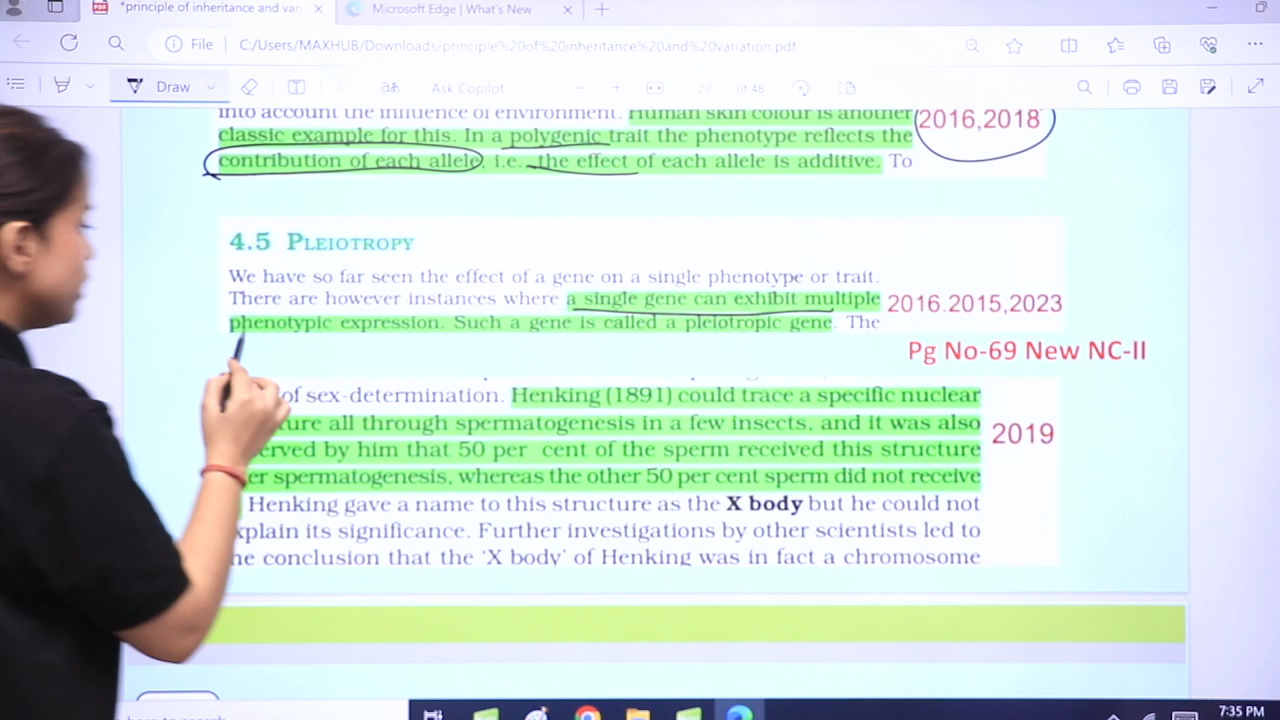 *principle of inheritance and var
Microsoft Edge | What's New
File C:/Users/MAXHUB/Downloads/principle%20of%20inheritance%20and%20variation.pdf
Draw
Ask Copilot
20 of 48
into account the influence of environment. Human skin colour is another
classic example for this. In a polygenic trait the phenotype reflects the
contribution of each allele, i.e., the effect of each allele is additive. To
2016,2018
4.5 PLEIOTROPY
We have so far seen the effect of a gene on a single phenotype or trait.
There are however instances where a single gene can exhibit multiple
phenotypic expression. Such a gene is called a pleiotropic gene. The
2016.2015,2023
Pg No-69 New NC-II
of sex-determination. Henking (1891) could trace a specific nuclear
ture all through spermatogenesis in a few insects, and it was also
erved by him that 50 per cent of the sperm received this structure
er spermatogenesis, whereas the other 50 per cent sperm did not receive
2019
Henking gave a name to this structure as the X body but he could not
xplain its significance. Further investigations by other scientists led to
he conclusion that the 'X body' of Henking was in fact a chromosome
7:35 PM